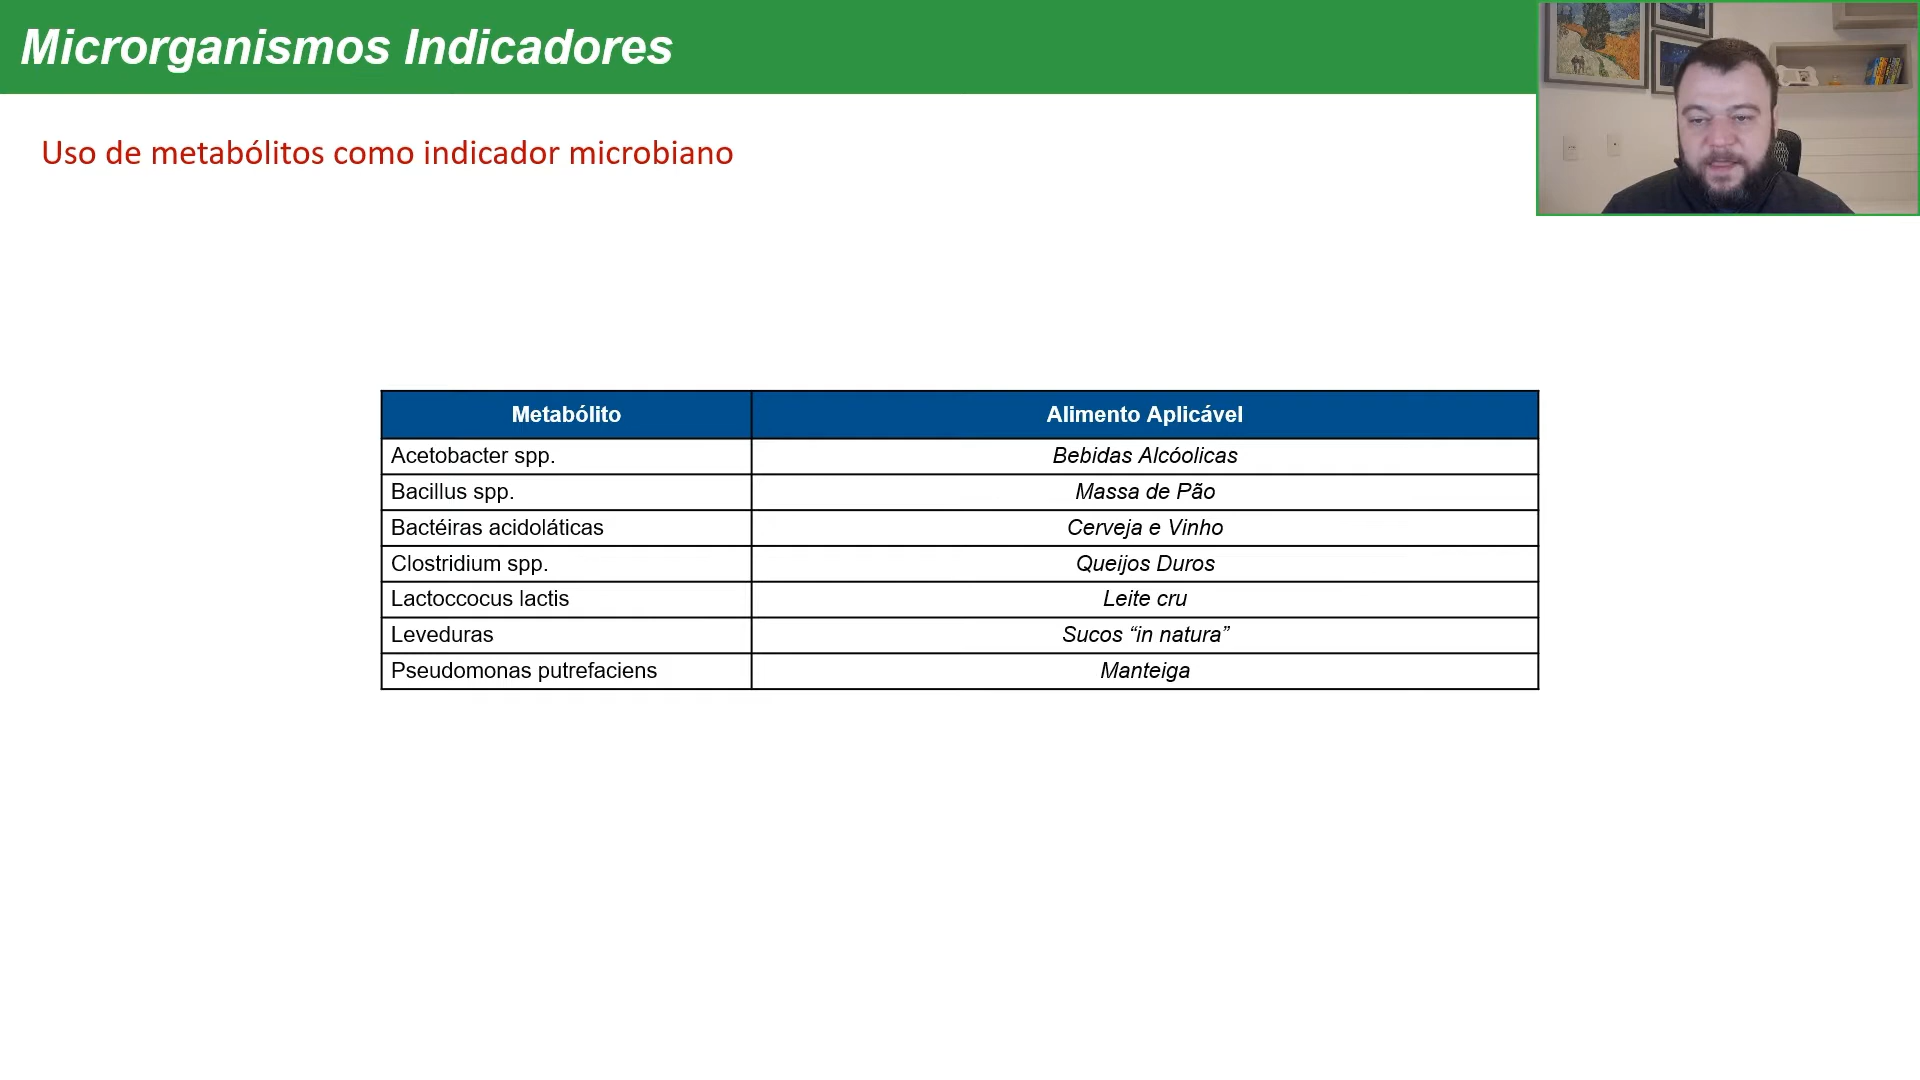 Microrganismos Indicadores
Uso de metabólitos como indicador microbiano
Metabólito Alimento Aplicável
Acetobacter spp. Bebidas Alcóolicas
Bacillus spp. Massa de Pão
Bactéiras acidoláticas Cerveja e Vinho
Clostridium spp. Queijos Duros
Lactoccocus lactis Leite cru
Leveduras Sucos “in natura”
Pseudomonas putrefaciens Manteiga